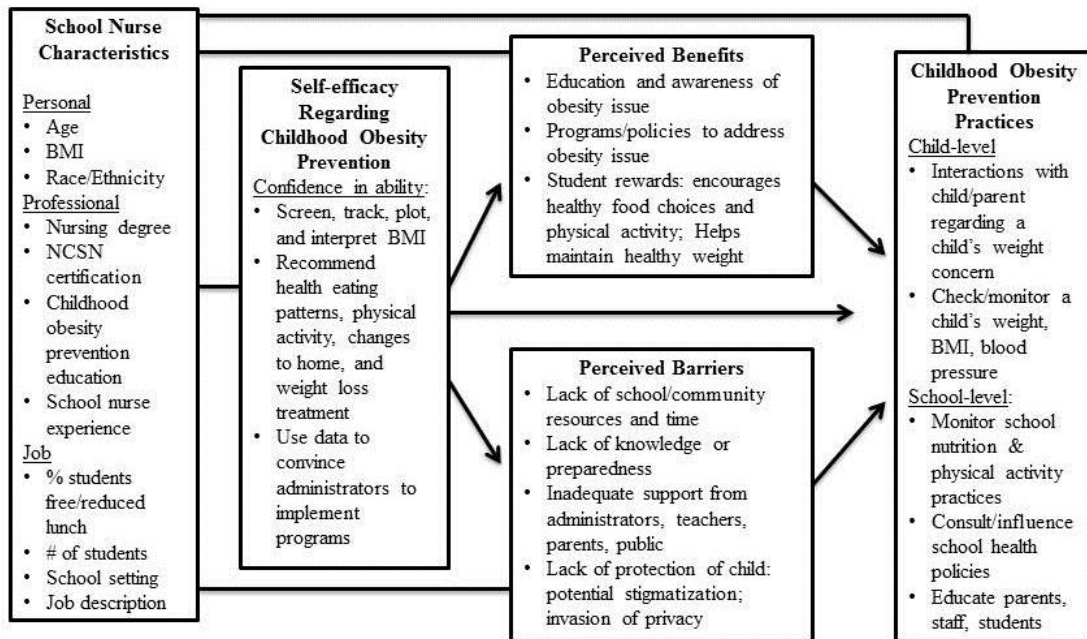 School Nurse
Characteristics
Personal
• Age
• BMI
• Race/Ethnicity
Professional
• Nursing degree
• NCSN
certification
• Childhood
obesity
prevention
education
• School nurse
experience
Job
• % students
free/reduced
lunch
• # of students
• School setting
• Job description
Self-efficacy
Regarding
Childhood Obesity
Prevention
Confidence in ability:
• Screen, track, plot,
and interpret BMI
• Recommend
health eating
patterns, physical
activity, changes
to home, and
weight loss
treatment
• Use data to
convince
administrators to
implement
programs
Perceived Benefits
• Education and awareness of
obesity issue
• Programs/policies to address
obesity issue
• Student rewards: encourages
healthy food choices and
physical activity; Helps
maintain healthy weight
Perceived Barriers
• Lack of school/community
resources and time
• Lack of knowledge or
preparedness
• Inadequate support from
administrators, teachers,
parents, public
• Lack of protection of child:
potential stigmatization;
invasion of privacy
Childhood Obesity
Prevention
Practices
Child-level
• Interactions with
child/parent
regarding a
child's weight
concern
• Check/monitor a
child's weight,
BMI, blood
pressure
School-level:
• Monitor school
nutrition &
physical activity
practices
• Consult/influence
school health
policies
• Educate parents,
staff, students